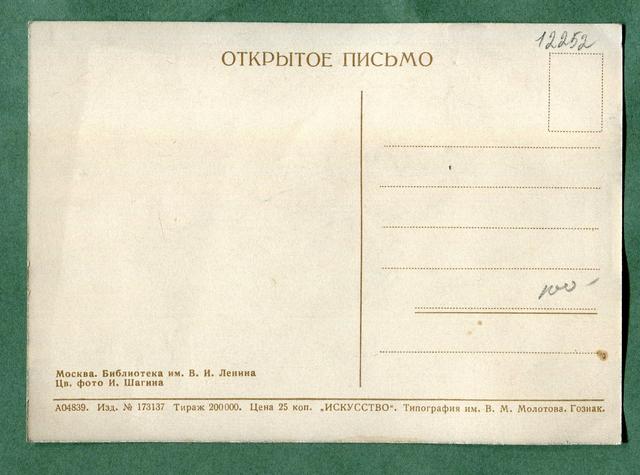 12252
ОТКРЫТОЕ ПИСЬМО
100-
Москва. Библиотека им. В. И. Ленина
Цв. фото И. Шагина
А04839. Изд. № 173137 Тираж 200000. Цена 25 коп. „ИСКУССТВО“. Типография им. В. М. Молотова. Гознак.